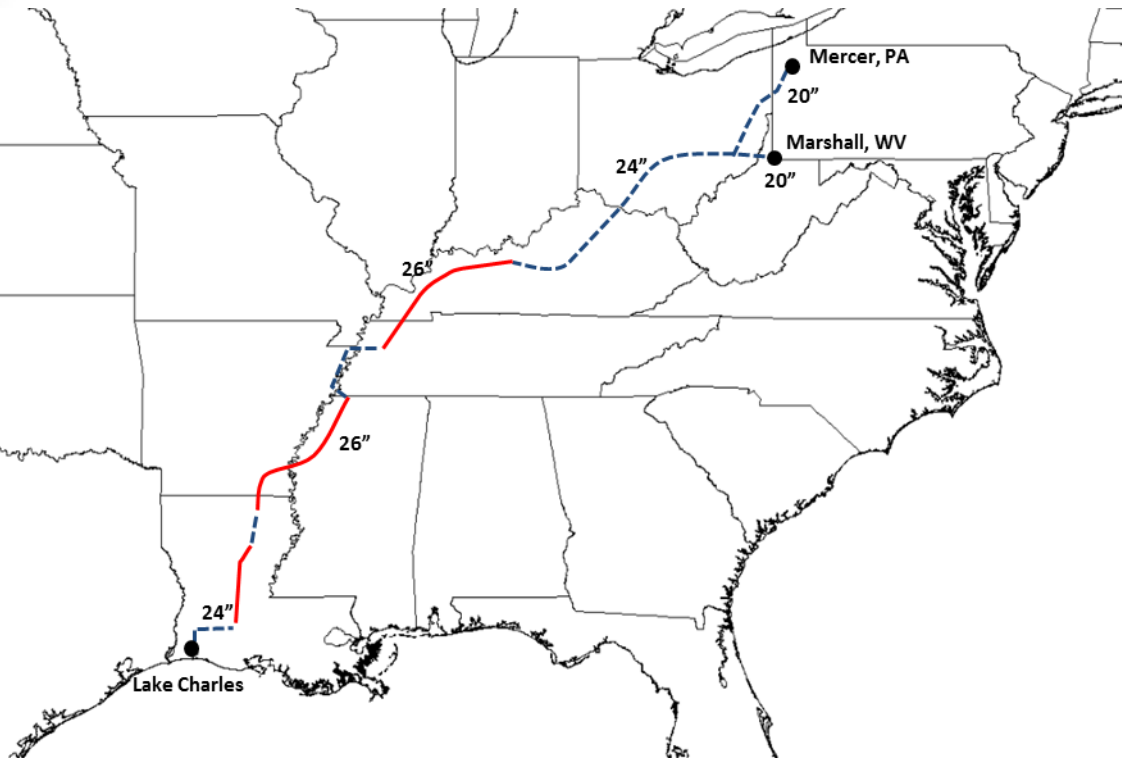 Mercer, PA
20”
Marshall, WV
24”
20”
26”
26”
24”
Lake Charles